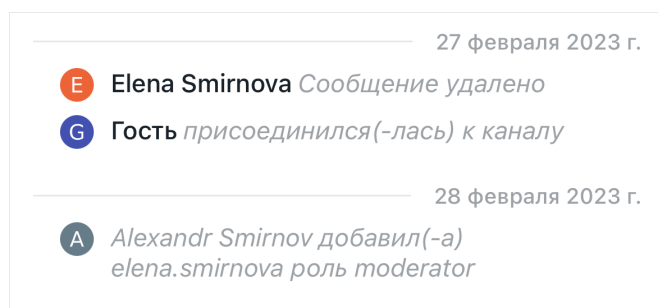 27 февраля 2023 г.
E Elena Smirnova Сообщение удалено
G Гость присоединился(-лась) к каналу
28 февраля 2023 г.
A Alexandr Smirnov добавил(-а)
elena.smirnova роль moderator